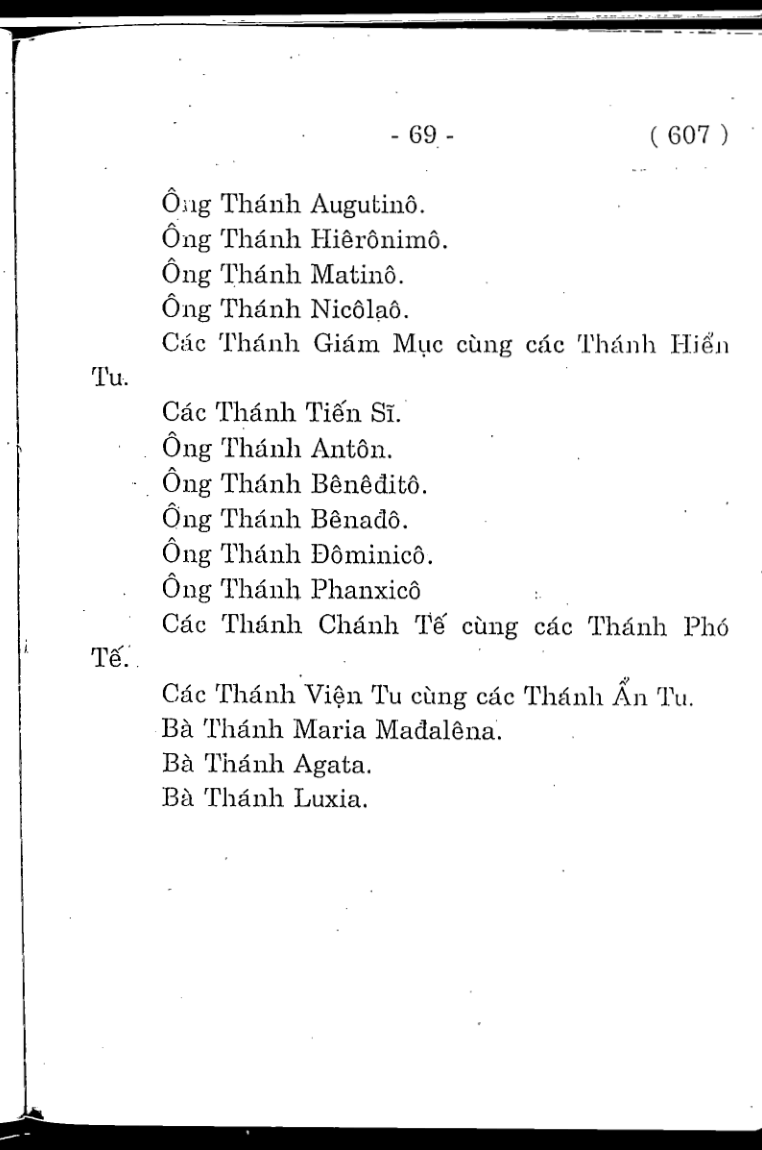 - 69 - ( 607 )
Ông Thánh Augutinô.
Ông Thánh Hiêrônimô.
Ông Thánh Matinô.
Ông Thánh Nicôlaô.
Các Thánh Giám Mục cùng các Thánh Hiển
Tu.
Các Thánh Tiến Sĩ.
Ông Thánh Antôn.
Ông Thánh Bênêđitô.
Ông Thánh Bênađô.
Ông Thánh Đôminicô.
Ông Thánh Phanxicô
Các Thánh Chánh Tế cùng các Thánh Phó
Tế.
Các Thánh Viện Tu cùng các Thánh Ẩn Tu.
Bà Thánh Maria Mađalêna.
Bà Thánh Agata.
Bà Thánh Luxia.